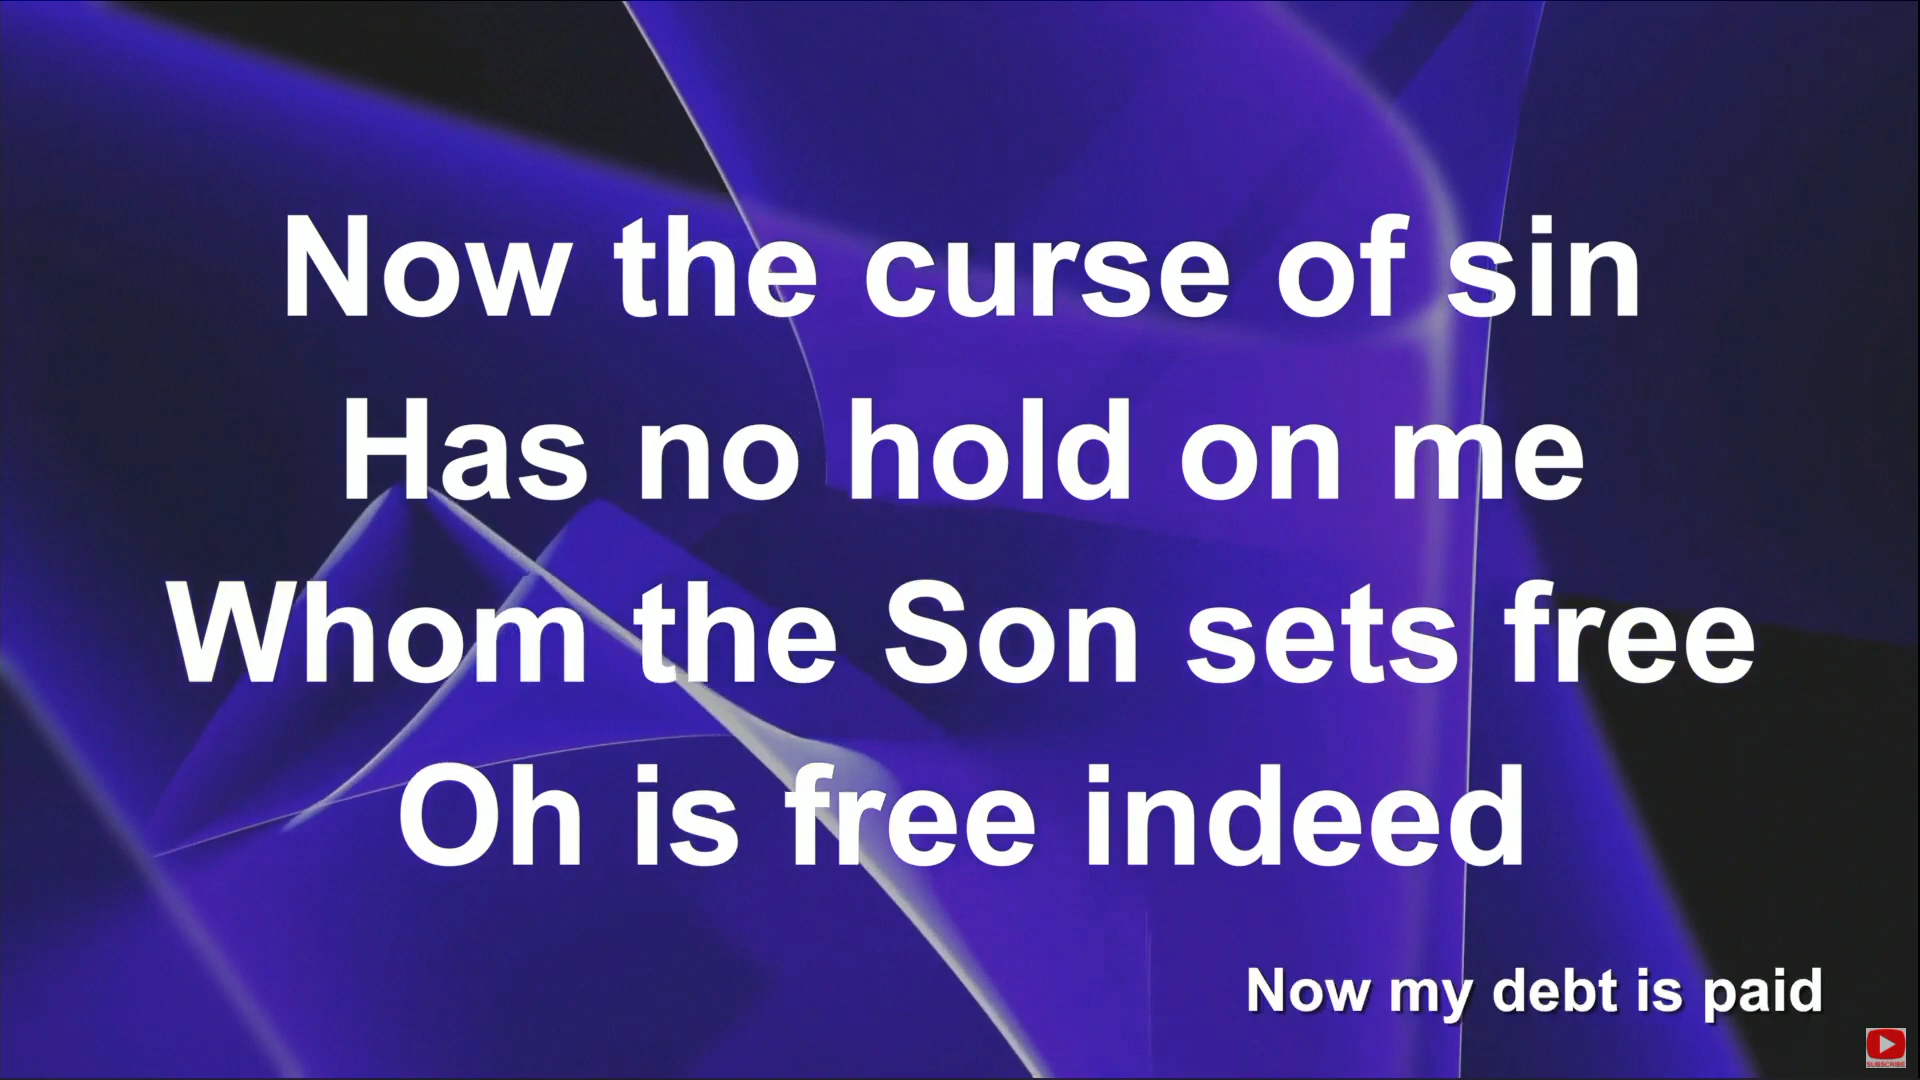 Now the curse of sin
Has no hold on me
Whom the Son sets free
Oh is free indeed
Now my debt is paid
SUBSCRIBE